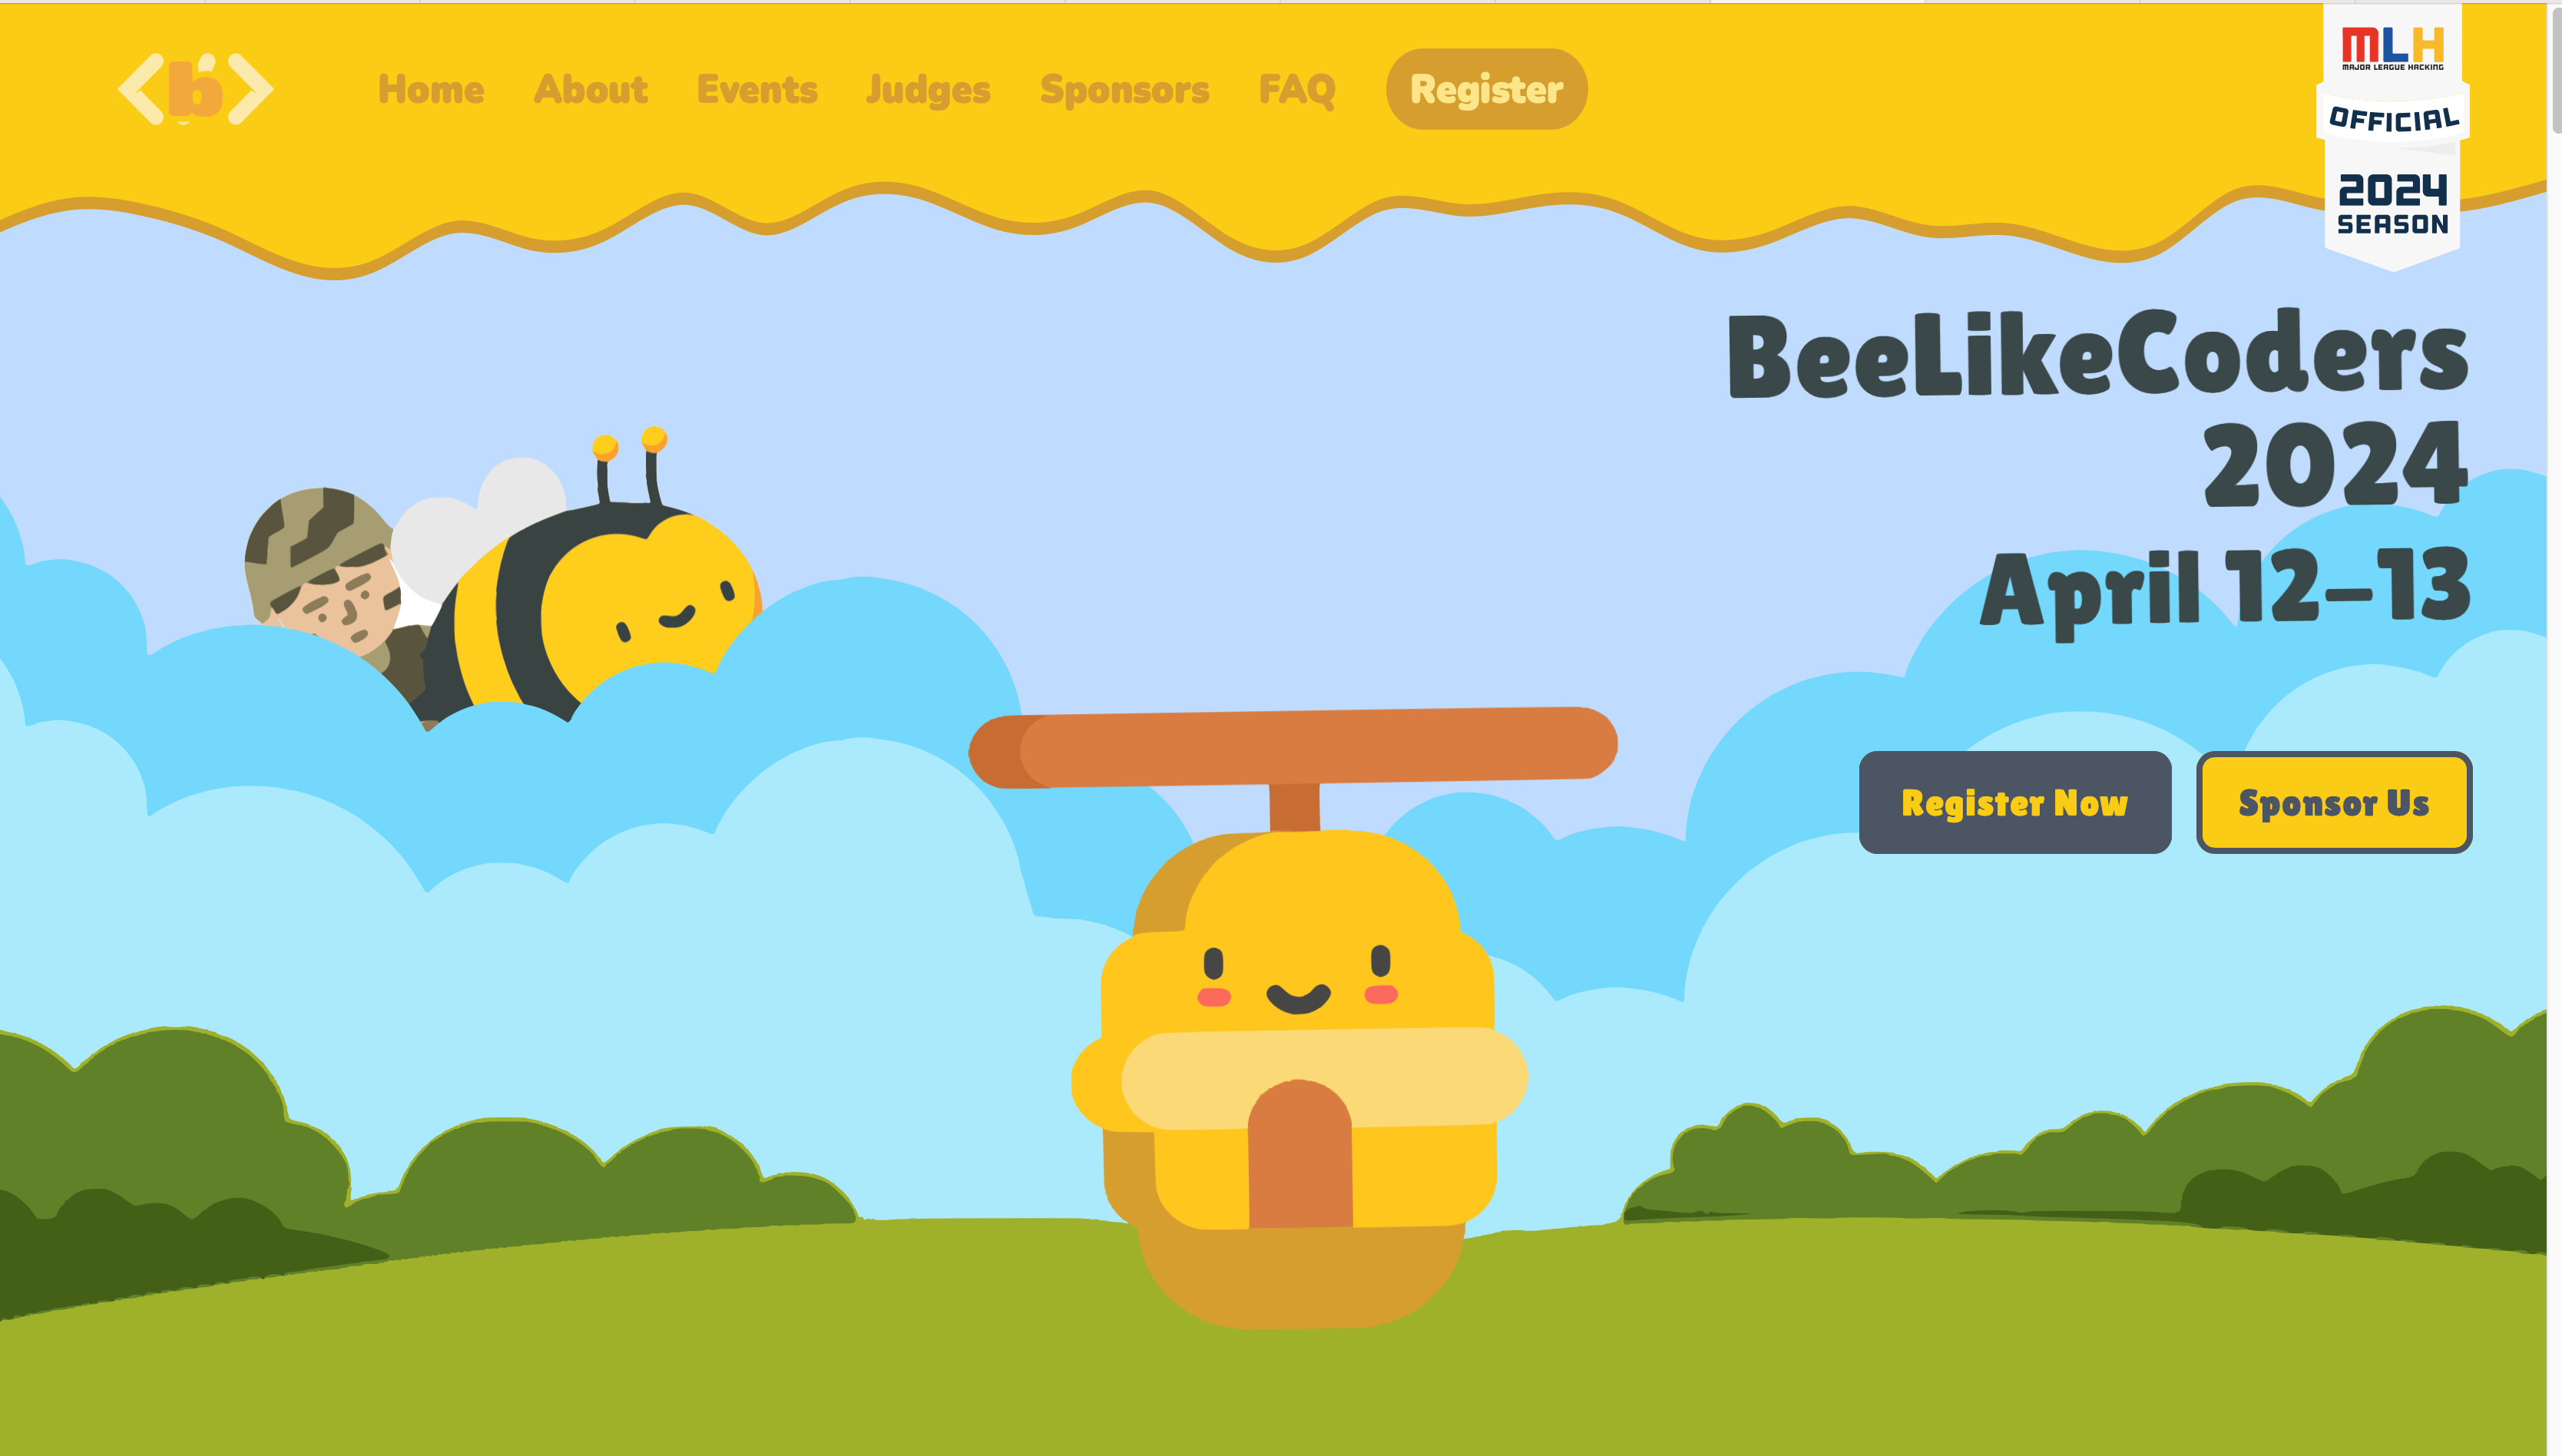 b
Home About Events Judges Sponsors FAQ Register
MLH
MAJOR LEAGUE HACKING
OFFICIAL
2024
SEASON
BeeLikeCoders
2024
April 12–13
Register Now Sponsor Us